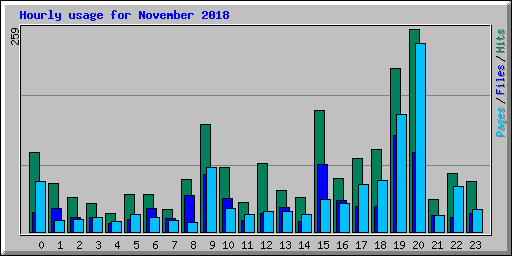 Hourly usage for November 2018
259
Pages / Files / Hits
0 1 2 3 4 5 6 7 8 9 10 11 12 13 14 15 16 17 18 19 20 21 22 23